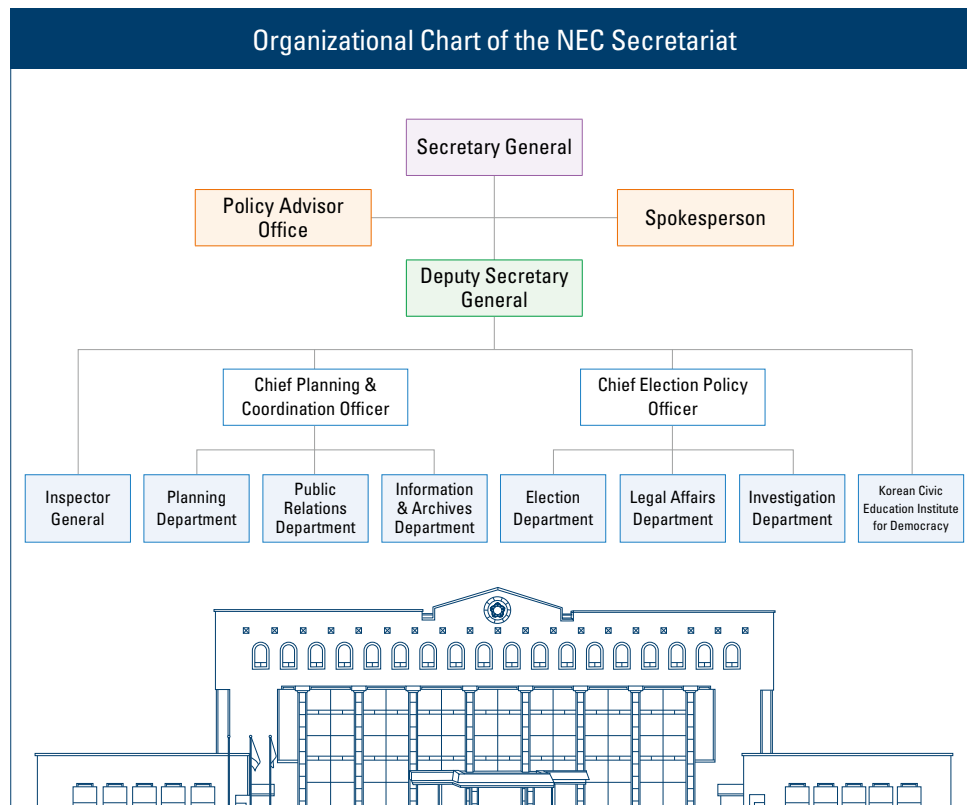 Organizational Chart of the NEC Secretariat
Secretary General
Policy Advisor
Office
Spokesperson
Deputy Secretary
General
Chief Planning &
Coordination Officer
Chief Election Policy
Officer
Inspector
General
Planning
Department
Public
Relations
Department
Information
& Archives
Department
Election
Department
Legal Affairs
Department
Investigation
Department
Korean Civic
Education Institute
for Democracy